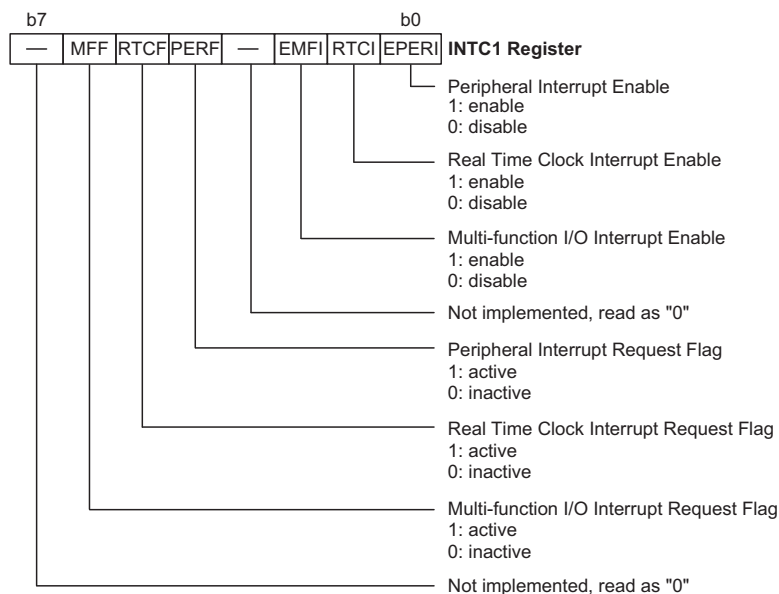 b7 b0
— MFF RTCF PERF — EMFI RTCI EPERI INTC1 Register
Peripheral Interrupt Enable
1: enable
0: disable
Real Time Clock Interrupt Enable
1: enable
0: disable
Multi-function I/O Interrupt Enable
1: enable
0: disable
Not implemented, read as "0"
Peripheral Interrupt Request Flag
1: active
0: inactive
Real Time Clock Interrupt Request Flag
1: active
0: inactive
Multi-function I/O Interrupt Request Flag
1: active
0: inactive
Not implemented, read as "0"